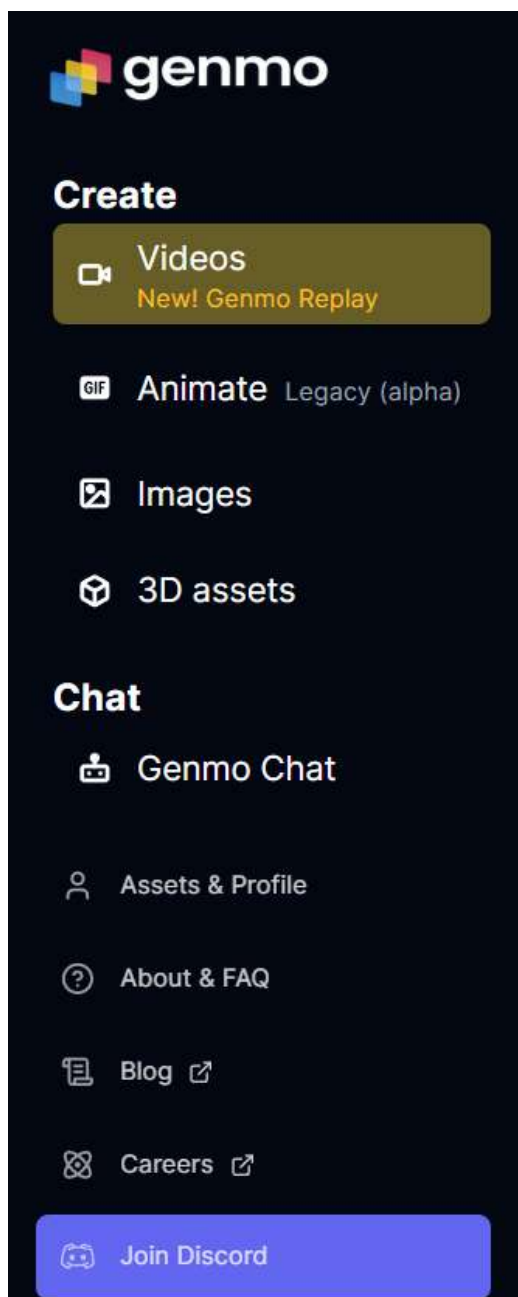 genmo
Create
Videos
New! Genmo Replay
GIF Animate Legacy (alpha)
Images
3D assets
Chat
Genmo Chat
Assets & Profile
About & FAQ
Blog
Careers
Join Discord